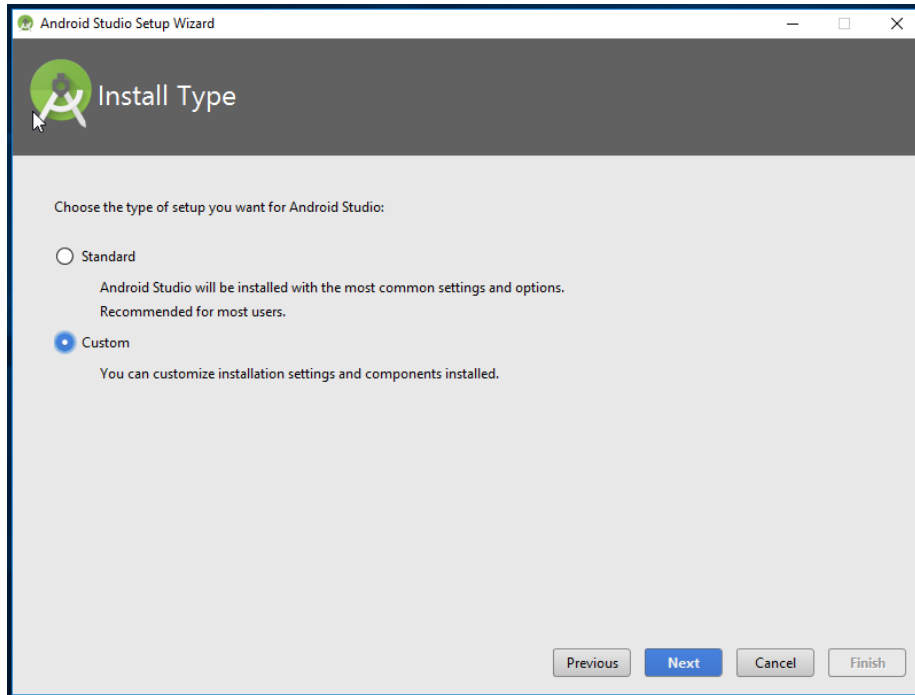 Android Studio Setup Wizard
Install Type
Choose the type of setup you want for Android Studio:
Standard
Android Studio will be installed with the most common settings and options.
Recommended for most users.
Custom
You can customize installation settings and components installed.
Previous Next Cancel Finish